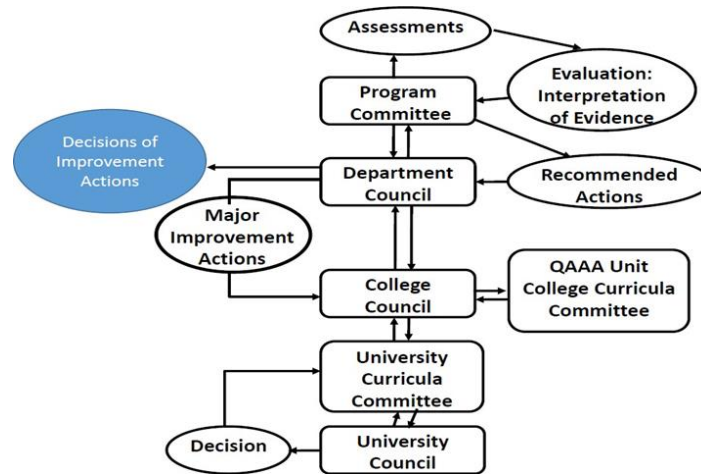 Assessments
Program
Committee
Evaluation:
Interpretation
of Evidence
Decisions of
Improvement
Actions
Department
Council
Recommended
Actions
Major
Improvement
Actions
College
Council
QAAA Unit
College Curricula
Committee
University
Curricula
Committee
Decision
University
Council